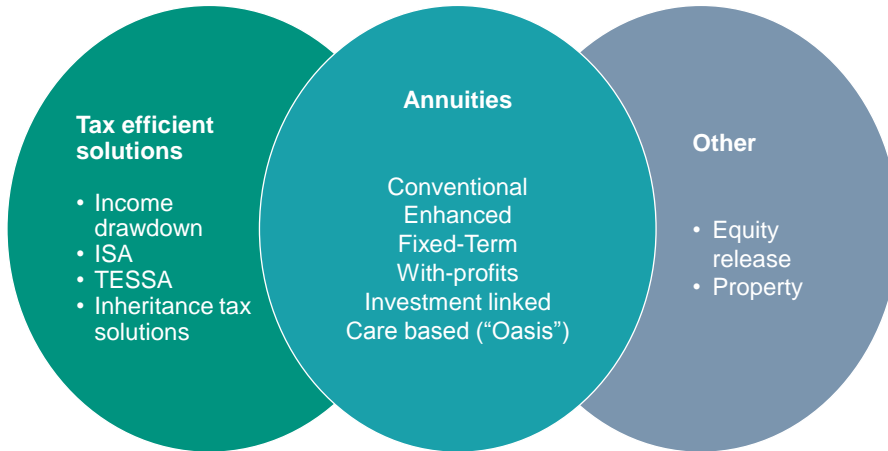 Tax efficient
solutions
• Income
drawdown
• ISA
• TESSA
• Inheritance tax
solutions
Annuities
Conventional
Enhanced
Fixed-Term
With-profits
Investment linked
Care based (“Oasis”)
Other
• Equity
release
• Property